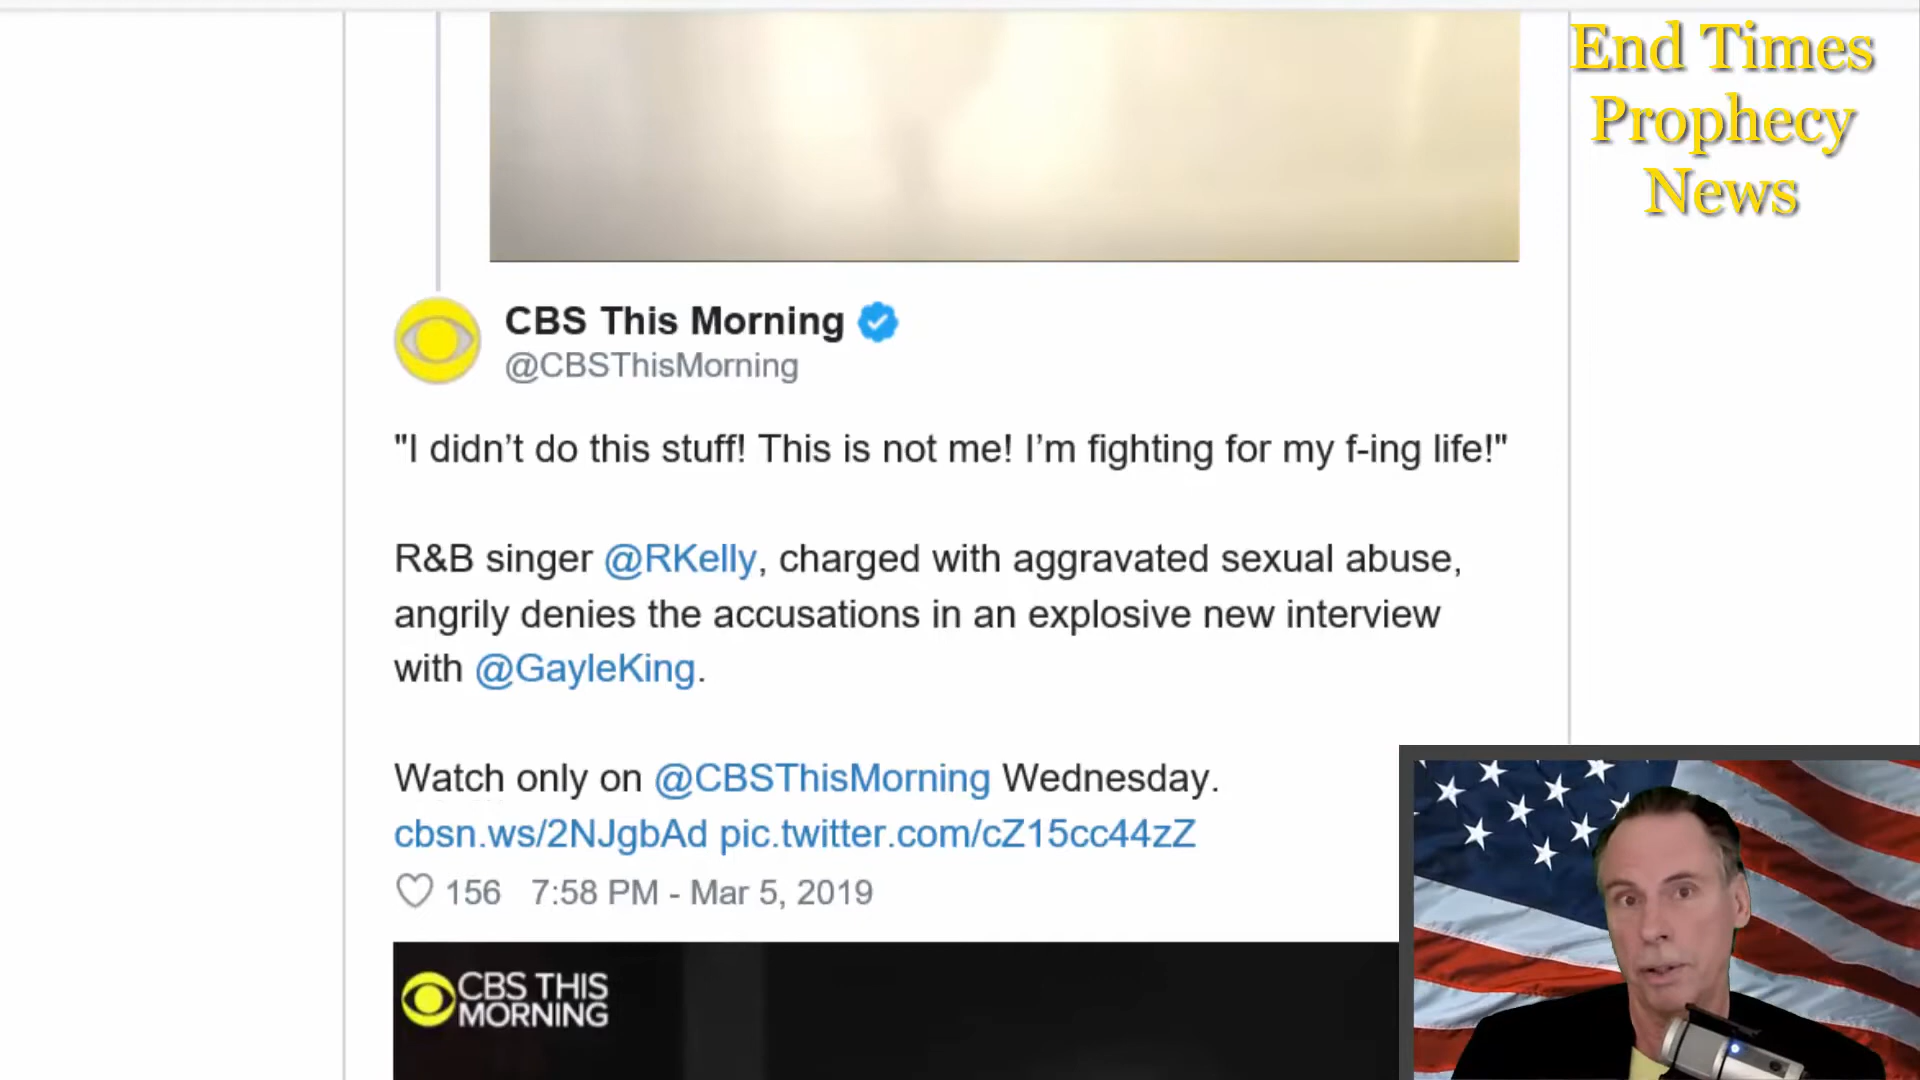 End Times
Prophecy
News
CBS This Morning
@CBSThisMorning
"I didn’t do this stuff! This is not me! I’m fighting for my f-ing life!"
R&B singer @RKelly, charged with aggravated sexual abuse,
angrily denies the accusations in an explosive new interview
with @GayleKing.
Watch only on @CBSThisMorning Wednesday.
cbsn.ws/2NJgbAd pic.twitter.com/cZ15cc44zZ
156 7:58 PM - Mar 5, 2019
CBS THIS
MORNING